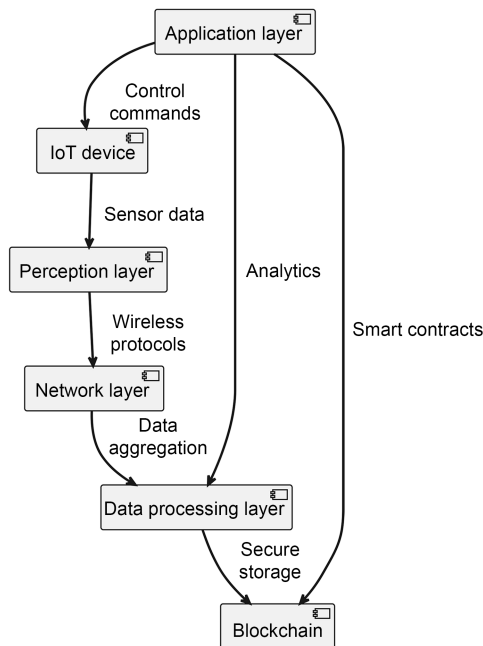 Application layer
Control
commands
IoT device
Sensor data
Perception layer
Analytics
Wireless
protocols
Smart contracts
Network layer
Data
aggregation
Data processing layer
Secure
storage
Blockchain